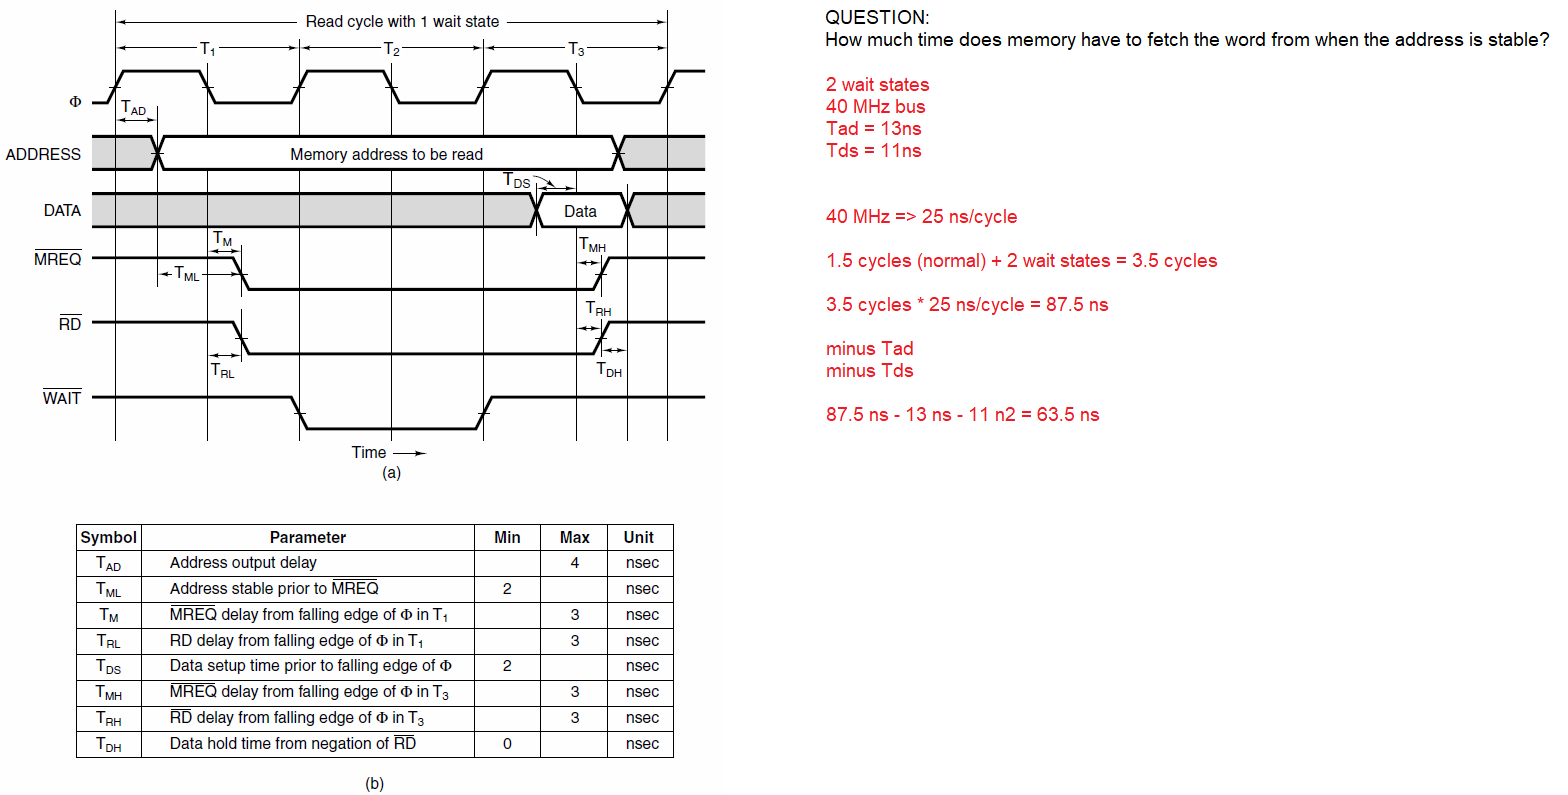 Read cycle with 1 wait state
T1
T2
T3
Φ
TAD
ADDRESS
Memory address to be read
TDS
DATA
Data
TM
TMH
MREQ
TML
TRH
RD
TRL
TDH
WAIT
Time
(a)
Symbol Parameter Min Max Unit
TAD Address output delay 4 nsec
TML Address stable prior to MREQ 2 nsec
TM MREQ delay from falling edge of Φ in T1 3 nsec
TRL RD delay from falling edge of Φ in T1 3 nsec
TDS Data setup time prior to falling edge of Φ 2 nsec
TMH MREQ delay from falling edge of Φ in T3 3 nsec
TRH RD delay from falling edge of Φ in T3 3 nsec
TDH Data hold time from negation of RD 0 nsec
(b)
QUESTION:
How much time does memory have to fetch the word from when the address is stable?
2 wait states
40 MHz bus
Tad = 13ns
Tds = 11ns
40 MHz => 25 ns/cycle
1.5 cycles (normal) + 2 wait states = 3.5 cycles
3.5 cycles * 25 ns/cycle = 87.5 ns
minus Tad
minus Tds
87.5 ns - 13 ns - 11 n2 = 63.5 ns